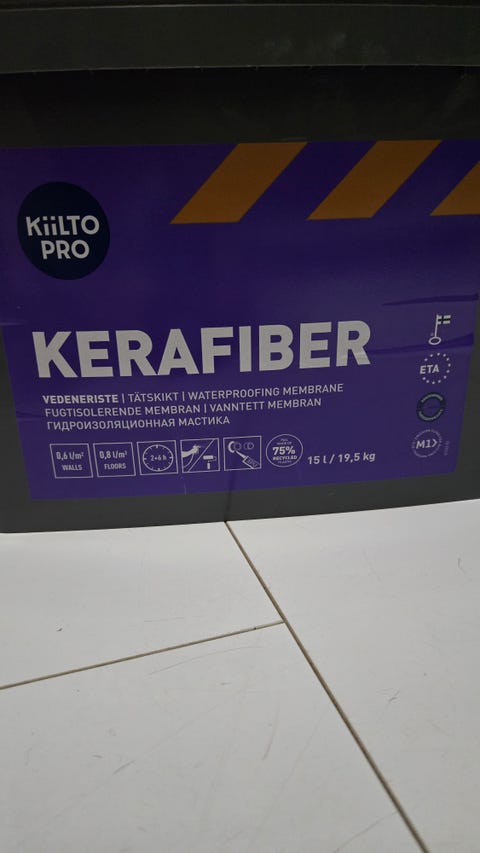 KiiLTO
PRO
KERAFIBER
VEDENERISTE | TÄTSKIKT | WATERPROOFING MEMBRANE
FUGTISOLERENDE MEMBRAN | VANNTETT MEMBRAN
ГИДРОИЗОЛЯЦИОННАЯ МАСТИКА
0,6 l/m²
WALLS
0,8 l/m²
FLOORS
2+6 h
75%
RECYCLED
15 l / 19,5 kg
ETA
M1